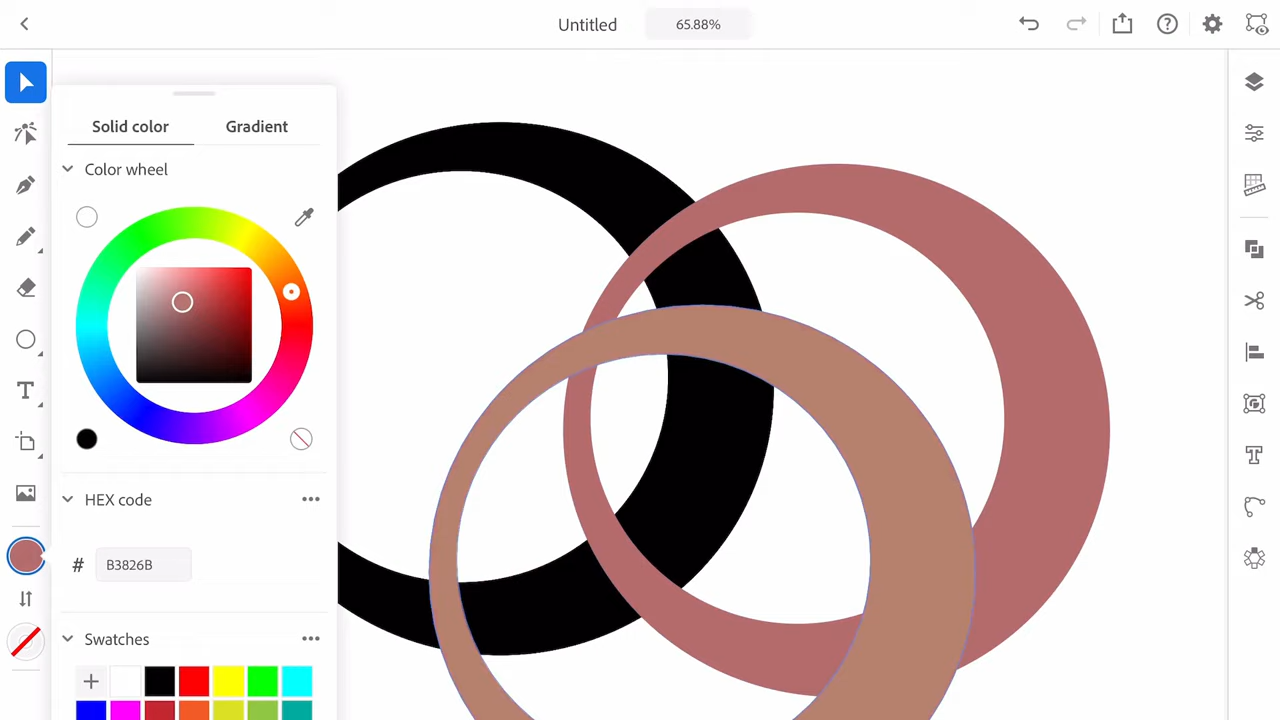 Untitled
65.88%
Solid color
Gradient
Color wheel
HEX code
# B3826B
Swatches